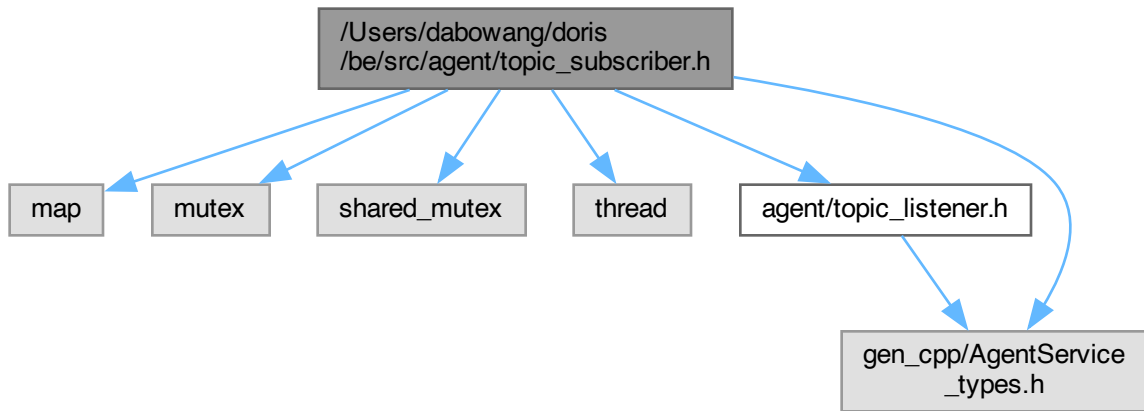 /Users/dabowang/doris
/be/src/agent/topic_subscriber.h
map
mutex
shared_mutex
thread
agent/topic_listener.h
gen_cpp/AgentService
_types.h